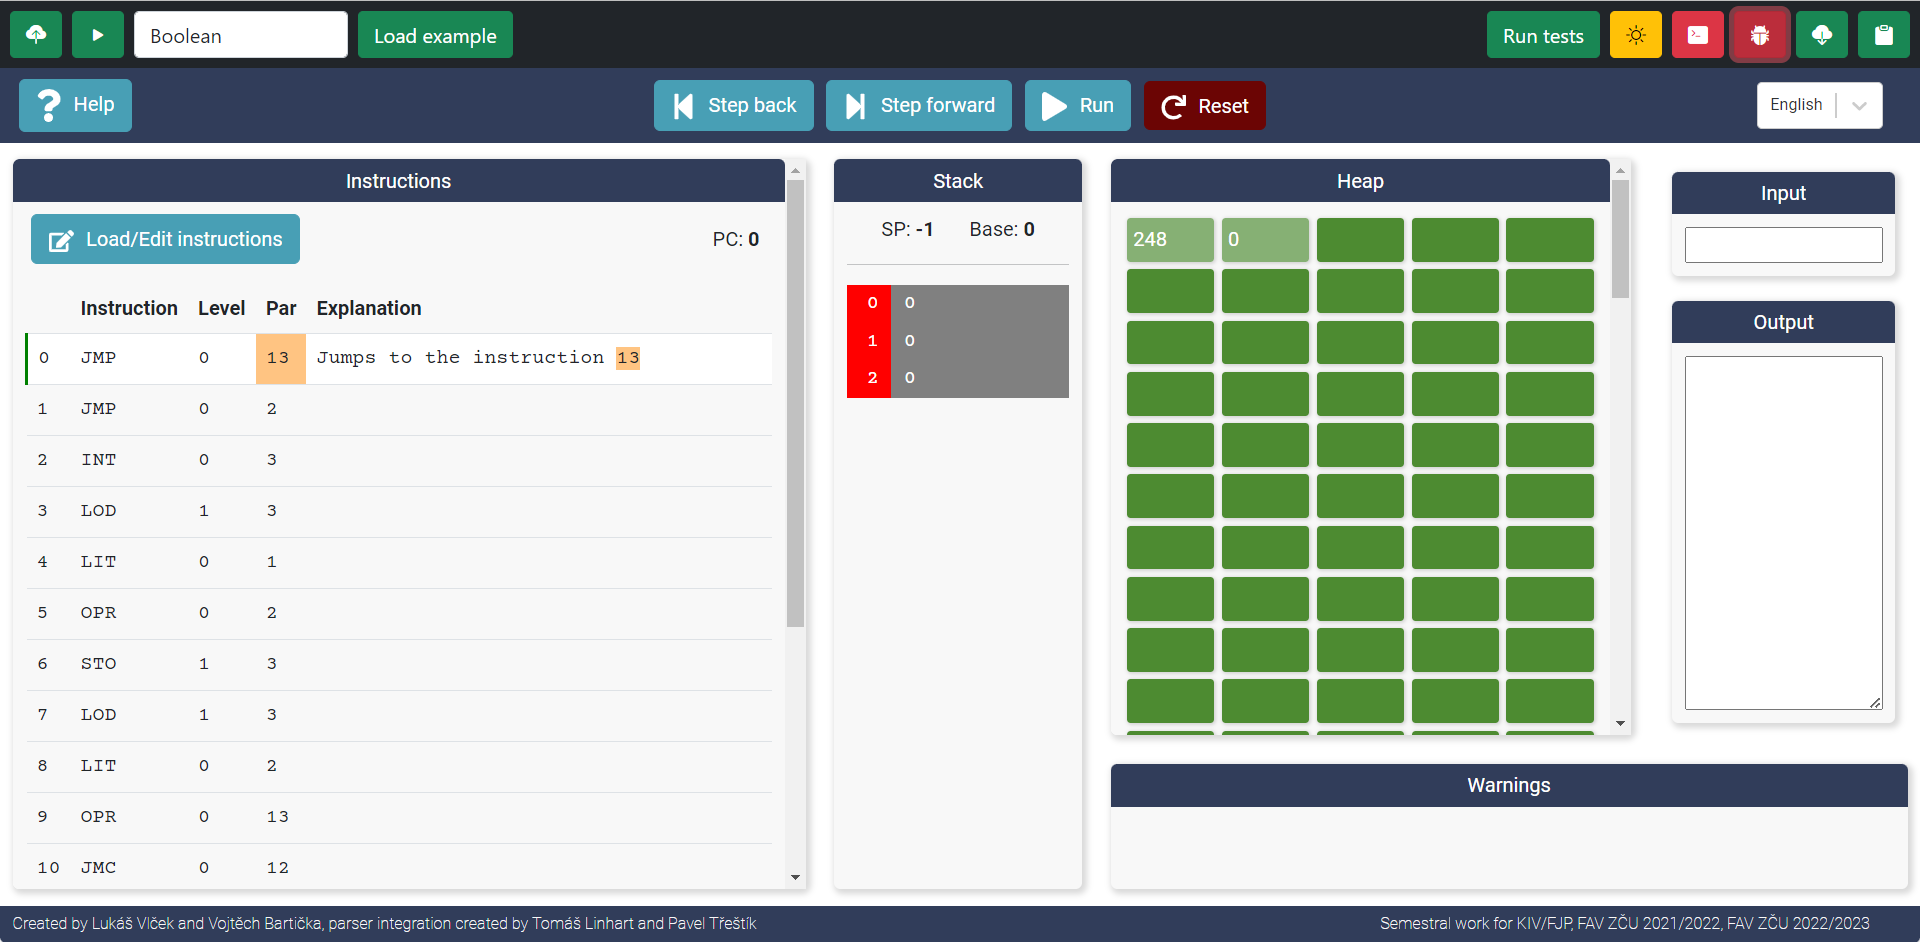 Boolean
Load example
Run tests
Help
Step back
Step forward
Run
Reset
English
Instructions
Load/Edit instructions
PC: 0
Instruction Level Par Explanation
0 JMP 0 13 Jumps to the instruction 13
1 JMP 0 2
2 INT 0 3
3 LOD 1 3
4 LIT 0 1
5 OPR 0 2
6 STO 1 3
7 LOD 1 3
8 LIT 0 2
9 OPR 0 13
10 JMC 0 12
Stack
SP: -1 Base: 0
0 0
1 0
2 0
Heap
248 0
Input
Output
Warnings
Created by Lukáš Vlček and Vojtěch Bartička, parser integration created by Tomáš Linhart and Pavel Třeštík
Semestral work for KIV/FJP, FAV ZČU 2021/2022, FAV ZČU 2022/2023